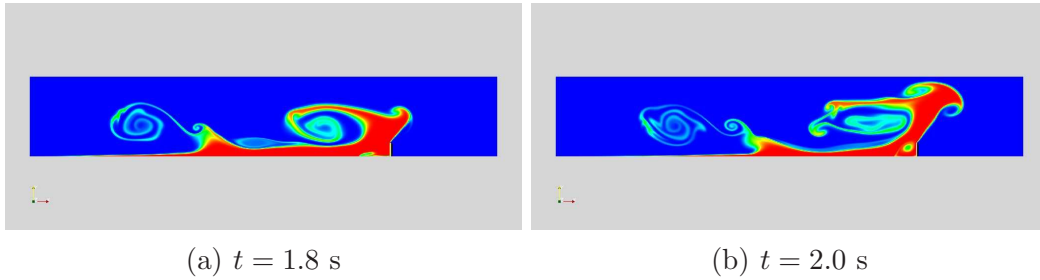 (a) t = 1.8 s
(b) t = 2.0 s